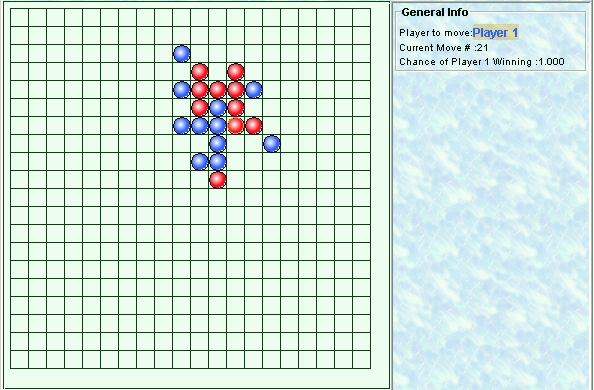 General Info
Player to move:Player 1
Current Move # :21
Chance of Player 1 Winning :1.000